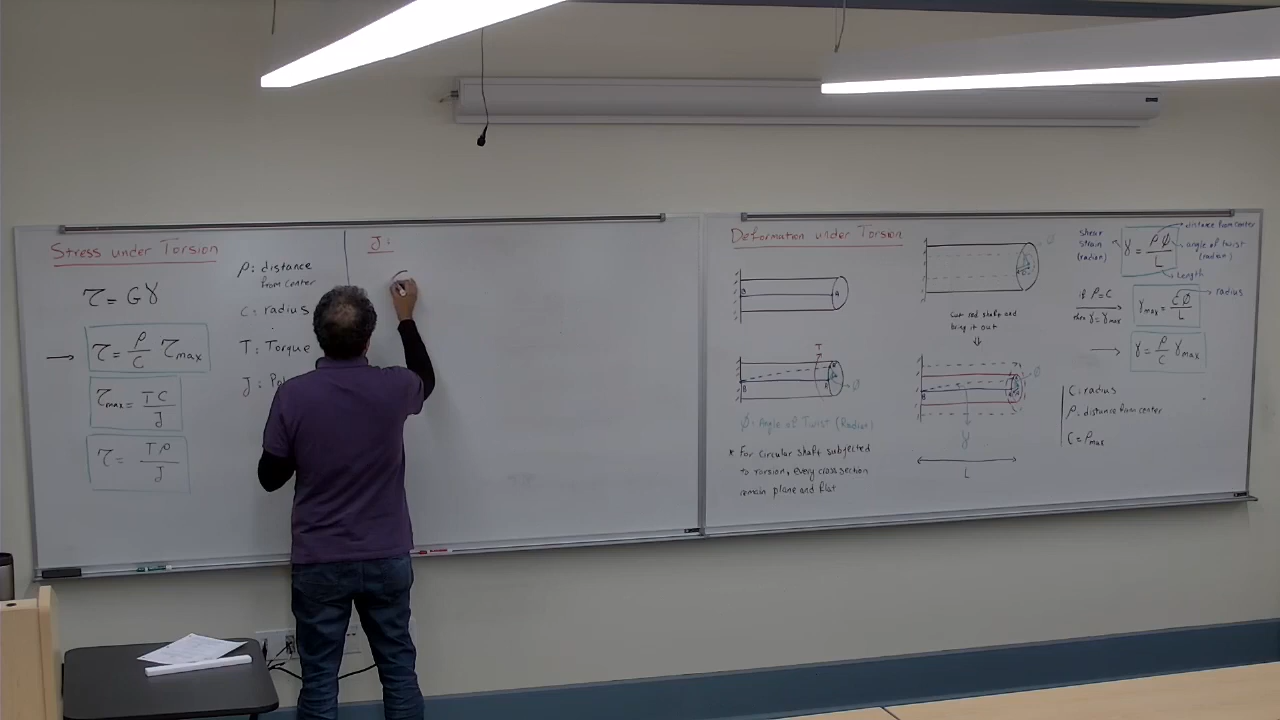 Stress under Torsion
τ = Gγ
→ τ = ρ/C τmax
τmax = TC/J
τ = Tρ/J
ρ: distance
from center
C: radius
T: Torque
J:
J:
Deformation under Torsion
T
Ø
Ø: Angle of Twist (Radian)
* For Circular shaft subjected
to torsion, every cross section
remain plane and flat
Cut red shaft and
bring it out
⇓
Ø
γ
L
shear
strain
(radian)
γ = ρØ/L
distance from center
angle of twist
(radian)
Length
if ρ=C
then γ=γmax
γmax = CØ/L
radius
→ γ = ρ/C γmax
C: radius
ρ: distance from center
C = ρmax